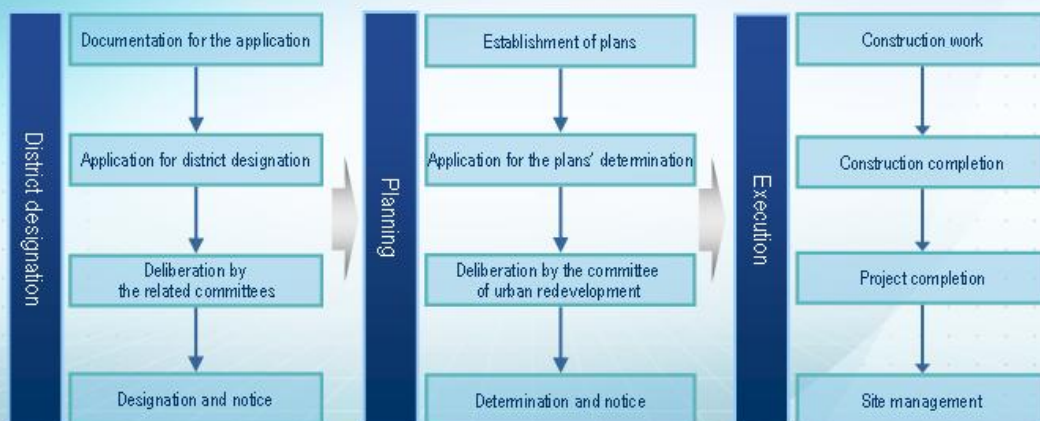 District designation
Documentation for the application
Application for district designation
Deliberation by
the related committees
Designation and notice
Planning
Establishment of plans
Application for the plans' determination
Deliberation by the committee
of urban redevelopment
Determination and notice
Execution
Construction work
Construction completion
Project completion
Site management